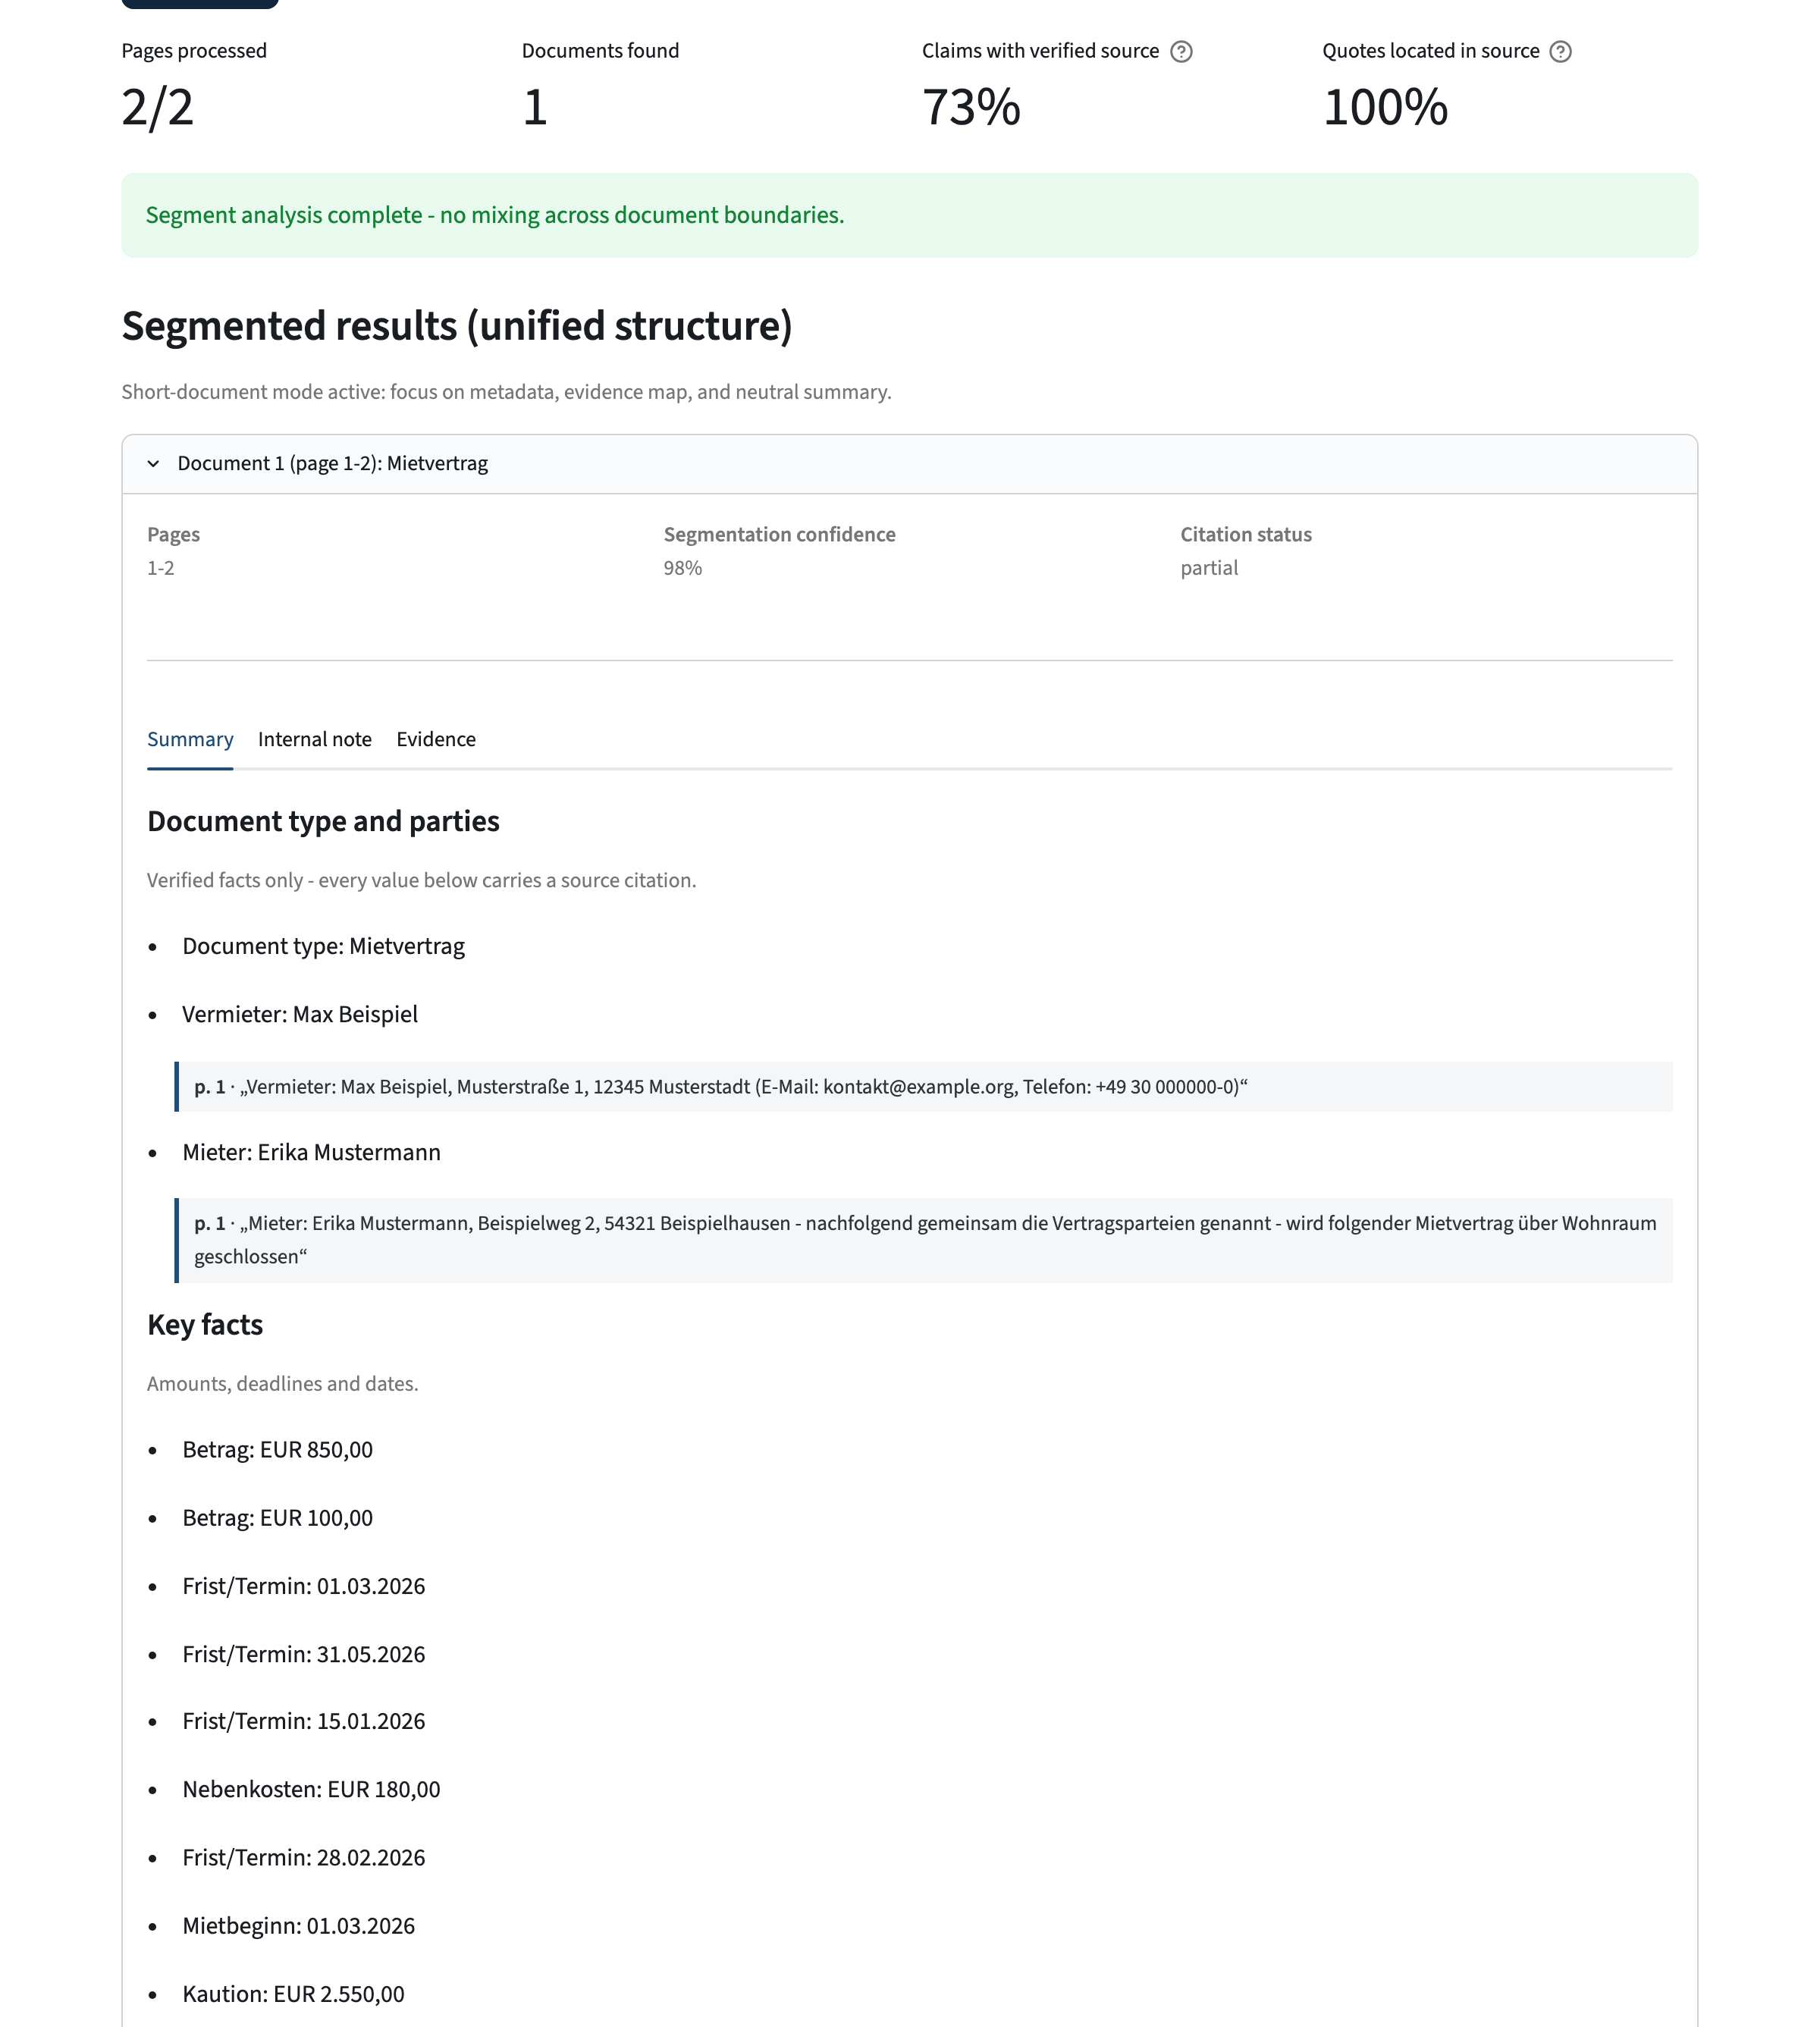 Pages processed
Documents found
Claims with verified source ?
Quotes located in source ?
2/2
1
73%
100%
Segment analysis complete - no mixing across document boundaries.
Segmented results (unified structure)
Short-document mode active: focus on metadata, evidence map, and neutral summary.
Document 1 (page 1-2): Mietvertrag
Pages
Segmentation confidence
Citation status
1-2
98%
partial
Summary
Internal note
Evidence
Document type and parties
Verified facts only - every value below carries a source citation.
• Document type: Mietvertrag
• Vermieter: Max Beispiel
p. 1 · „Vermieter: Max Beispiel, Musterstraße 1, 12345 Musterstadt (E-Mail: kontakt@example.org, Telefon: +49 30 000000-0)“
• Mieter: Erika Mustermann
p. 1 · „Mieter: Erika Mustermann, Beispielweg 2, 54321 Beispielhausen - nachfolgend gemeinsam die Vertragsparteien genannt - wird folgender Mietvertrag über Wohnraum
geschlossen“
Key facts
Amounts, deadlines and dates.
• Betrag: EUR 850,00
• Betrag: EUR 100,00
• Frist/Termin: 01.03.2026
• Frist/Termin: 31.05.2026
• Frist/Termin: 15.01.2026
• Nebenkosten: EUR 180,00
• Frist/Termin: 28.02.2026
• Mietbeginn: 01.03.2026
• Kaution: EUR 2.550,00